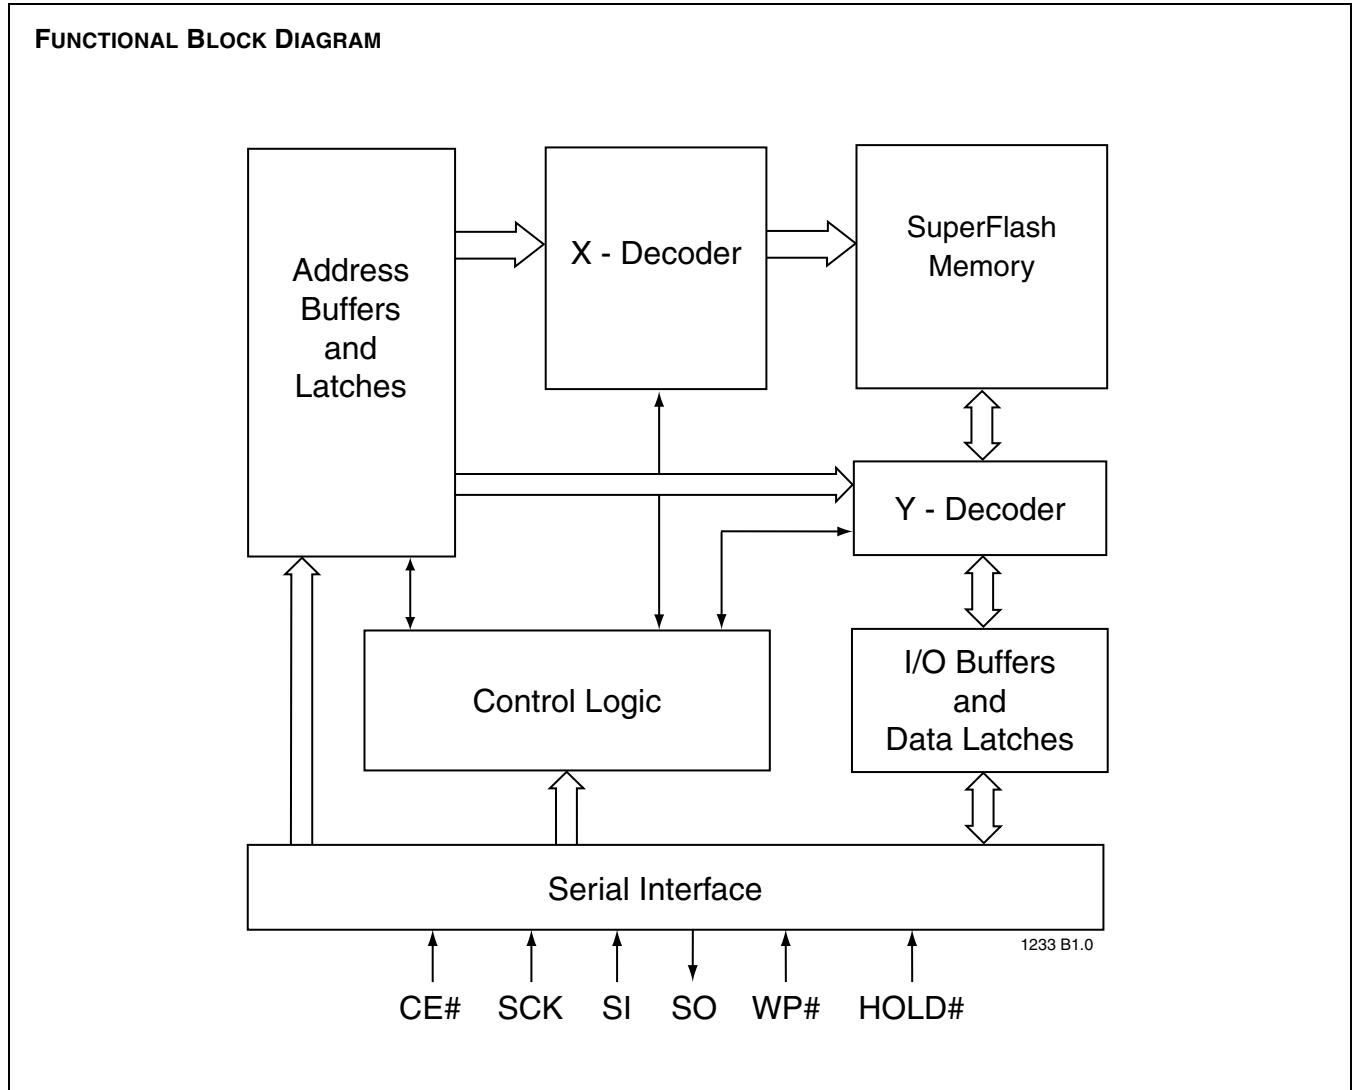 FUNCTIONAL BLOCK DIAGRAM
Address
Buffers
and
Latches
X - Decoder
SuperFlash
Memory
Y - Decoder
Control Logic
I/O Buffers
and
Data Latches
Serial Interface
1233 B1.0
CE# SCK SI SO WP# HOLD#